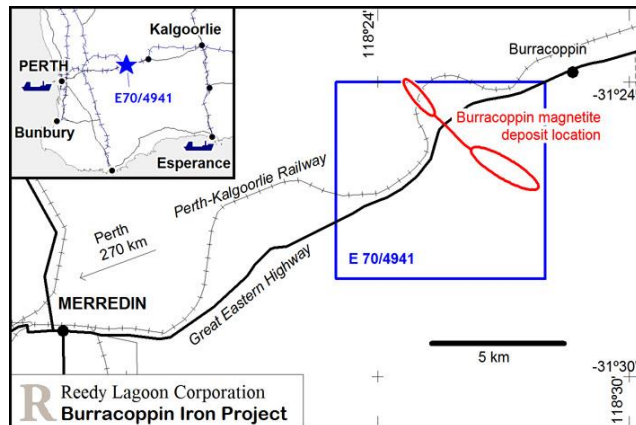 Kalgoorlie
PERTH
E70/4941
Bunbury
Esperance
118°24'
Burracoppin
-31°24'
Burracoppin magnetite
deposit location
Perth-Kalgoorlie Railway
Perth
270 km
E 70/4941
Great Eastern Highway
MERREDIN
5 km
-31°30'
118°30'
R Reedy Lagoon Corporation
Burracoppin Iron Project